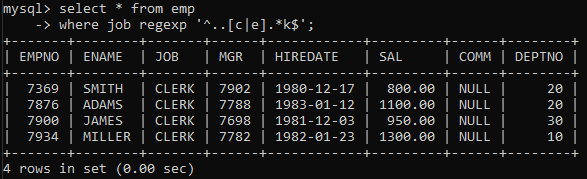 mysql> select * from emp
    -> where job regexp '^..[c|e].*k$';
+-------+--------+-------+------+------------+---------+------+--------+
| EMPNO | ENAME  | JOB   | MGR  | HIREDATE   | SAL     | COMM | DEPTNO |
+-------+--------+-------+------+------------+---------+------+--------+
|  7369 | SMITH  | CLERK | 7902 | 1980-12-17 |  800.00 | NULL |     20 |
|  7876 | ADAMS  | CLERK | 7788 | 1983-01-12 | 1100.00 | NULL |     20 |
|  7900 | JAMES  | CLERK | 7698 | 1981-12-03 |  950.00 | NULL |     30 |
|  7934 | MILLER | CLERK | 7782 | 1982-01-23 | 1300.00 | NULL |     10 |
+-------+--------+-------+------+------------+---------+------+--------+
4 rows in set (0.00 sec)